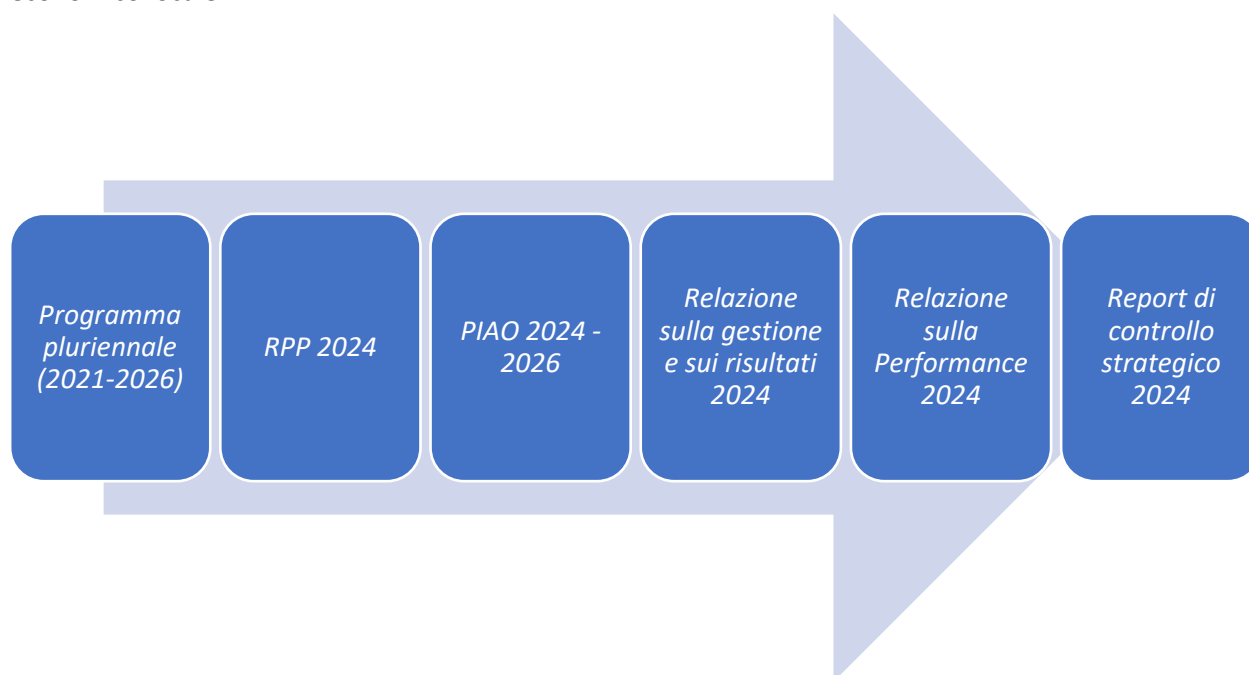 Programma
pluriennale
(2021-2026)
RPP 2024
PIAO 2024 -
2026
Relazione
sulla gestione
e sui risultati
2024
Relazione
sulla
Performance
2024
Report di
controllo
strategico
2024